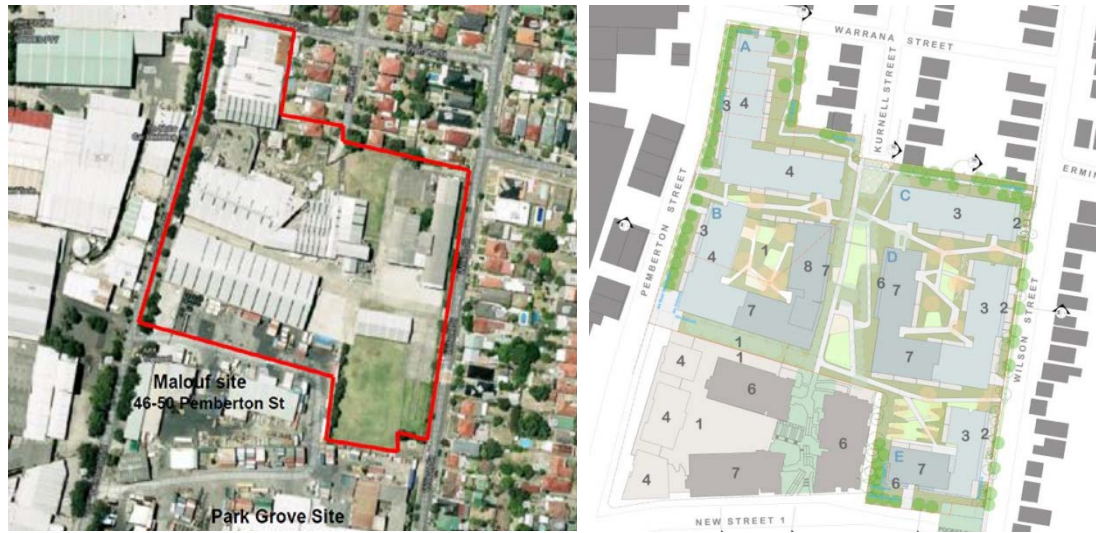 Malouf site
46-50 Pemberton St
Park Grove Site
WARRANA STREET
KURNELL STREET
PEMBERTON STREET
WILSON STREET
ERMIN
NEW STREET 1
A
3
4
4
B
3
4
1
8
7
7
C
3
2
D
6
7
3
2
7
1
1
4
6
4
1
6
7
4
3
2
E
7
6